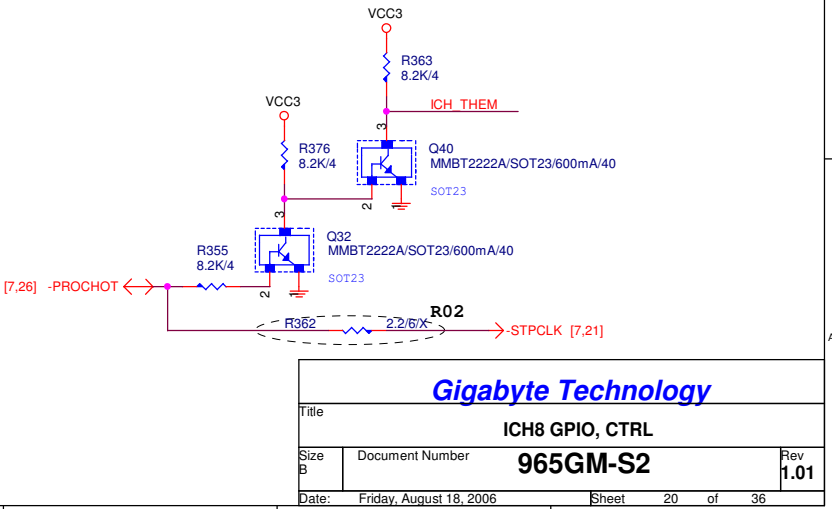 VCC3
R363
8.2K/4
ICH_THEM
VCC3
3
R376
8.2K/4
Q40
MMBT2222A/SOT23/600mA/40
SOT23
2
1
3
Q32
MMBT2222A/SOT23/600mA/40
R355
8.2K/4
SOT23
[7,26] -PROCHOT
2
1
R02
R362 2.2/6/X
-STPCLK [7,21]
A
Gigabyte Technology
Title
ICH8 GPIO, CTRL
Size
B
Document Number
965GM-S2
Rev
1.01
Date: Friday, August 18, 2006 Sheet 20 of 36